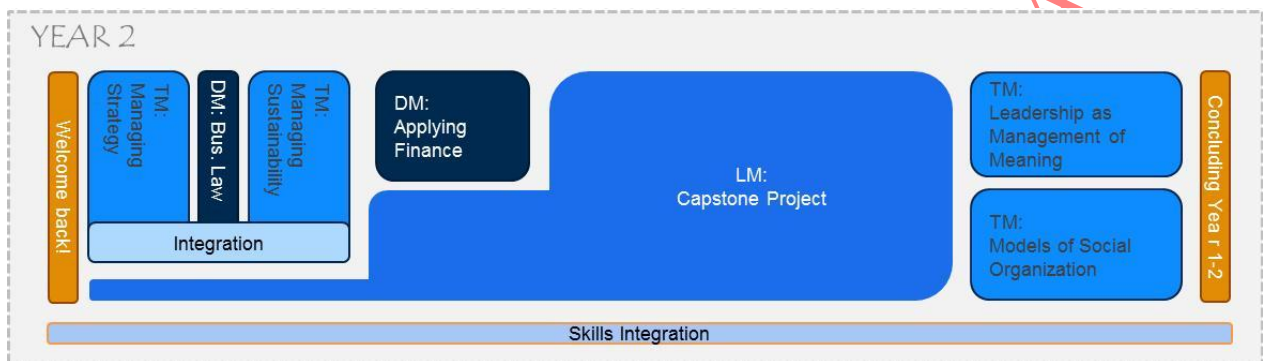 YEAR 2
Welcome back!
TM:
Managing
Strategy
DM: Bus. Law
TM:
Managing
Sustainability
Integration
DM:
Applying
Finance
LM:
Capstone Project
TM:
Leadership as
Management of
Meaning
TM:
Models of Social
Organization
Concluding Yea r 1-2
Skills Integration